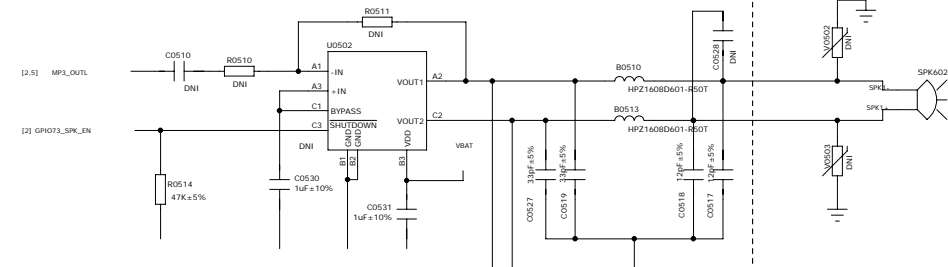 R0511
DNI
U0502
C0510
DNI
R0510
DNI
[2,5] MP3_OUTL
A1
-IN
A3
+IN
C1
BYPASS
C3
SHUTDOWN
GND
GND
VDD
B1
B2
B3
VOUT1
A2
VOUT2
C2
DNI
VBAT
[2] GPIO73_SPK_EN
R0514
47K±5%
C0530
1uF±10%
C0531
1uF±10%
B0510
HPZ1608D601-R50T
B0513
HPZ1608D601-R50T
C0528
DNI
33pF±5%
C0527
33pF±5%
C0519
12pF±5%
C0518
12pF±5%
C0517
V0502
DNI
V0503
DNI
SPK602
SPK1-
SPK1+